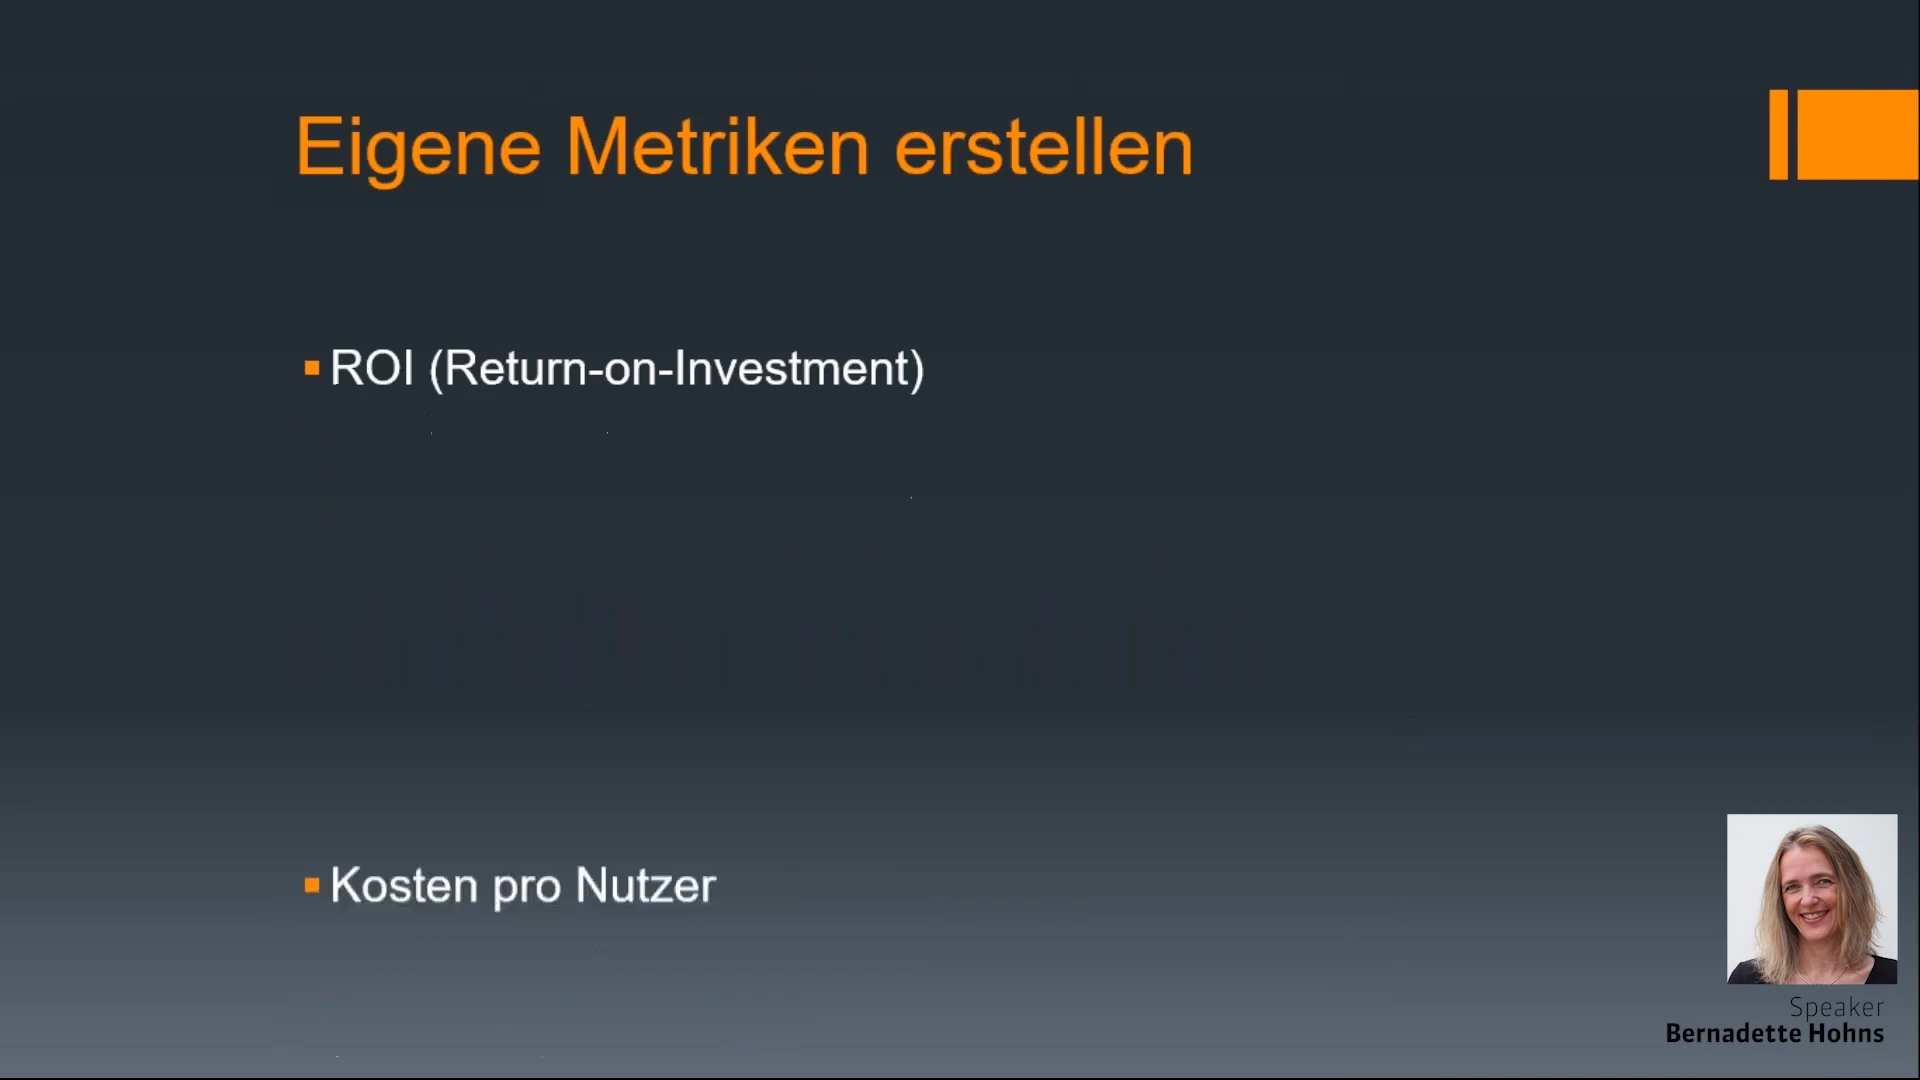 Eigene Metriken erstellen
ROI (Return-on-Investment)
Kosten pro Nutzer
Speaker
Bernadette Hohns